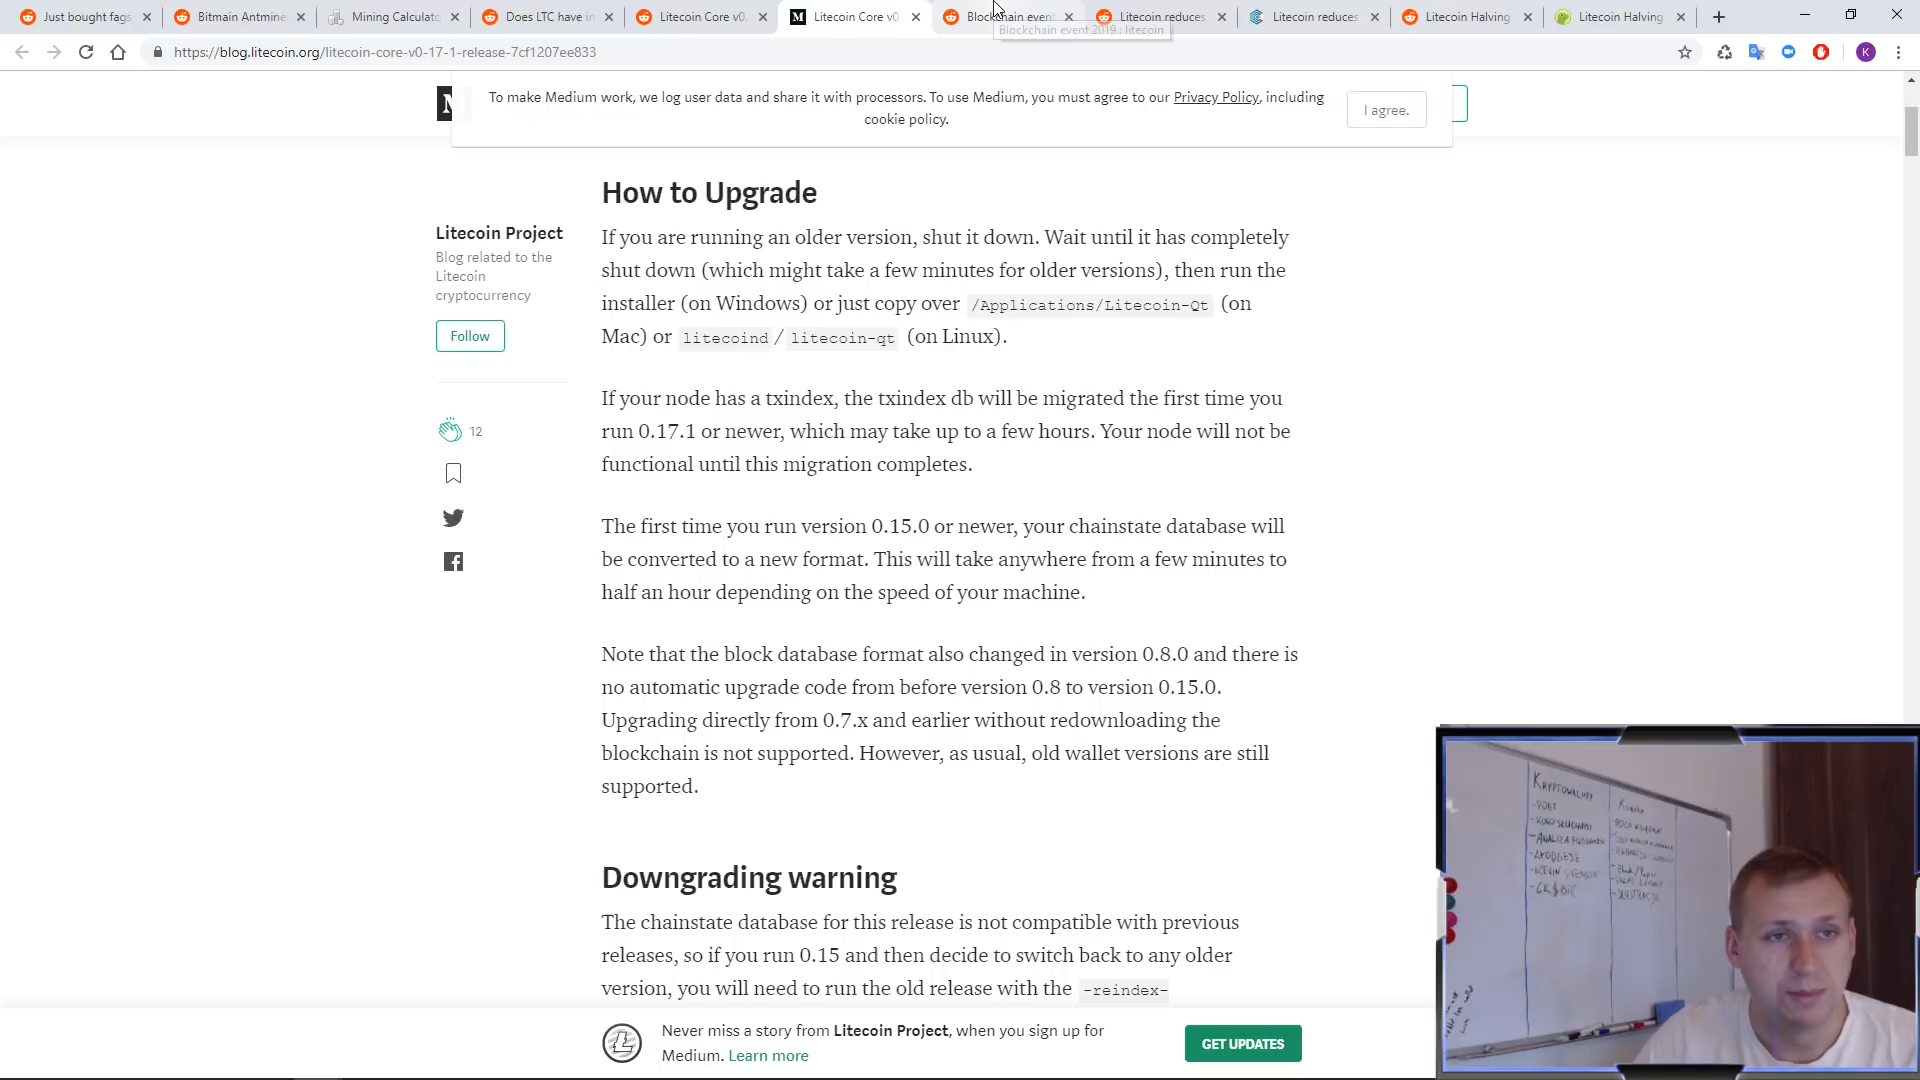 Just bought fags
Bitmain Antmine
Mining Calculato
Does LTC have in
Litecoin Core v0.
Litecoin Core v0
Blockchain event
Litecoin reduces
Litecoin reduces
Litecoin Halving
Litecoin Halving
Blockchain event 2019.: litecoin
https://blog.litecoin.org/litecoin-core-v0-17-1-release-7cf1207ee833
K
M
To make Medium work, we log user data and share it with processors. To use Medium, you must agree to our Privacy Policy, including
cookie policy.
I agree.
How to Upgrade
Litecoin Project
Blog related to the
Litecoin
cryptocurrency
Follow
12
If you are running an older version, shut it down. Wait until it has completely
shut down (which might take a few minutes for older versions), then run the
installer (on Windows) or just copy over /Applications/Litecoin-Qt (on
Mac) or litecoind / litecoin-qt (on Linux).
If your node has a txindex, the txindex db will be migrated the first time you
run 0.17.1 or newer, which may take up to a few hours. Your node will not be
functional until this migration completes.
The first time you run version 0.15.0 or newer, your chainstate database will
be converted to a new format. This will take anywhere from a few minutes to
half an hour depending on the speed of your machine.
Note that the block database format also changed in version 0.8.0 and there is
no automatic upgrade code from before version 0.8 to version 0.15.0.
Upgrading directly from 0.7.x and earlier without redownloading the
blockchain is not supported. However, as usual, old wallet versions are still
supported.
Downgrading warning
The chainstate database for this release is not compatible with previous
releases, so if you run 0.15 and then decide to switch back to any older
version, you will need to run the old release with the -reindex-
Never miss a story from Litecoin Project, when you sign up for
Medium. Learn more
GET UPDATES
KRYPTOWALUTY